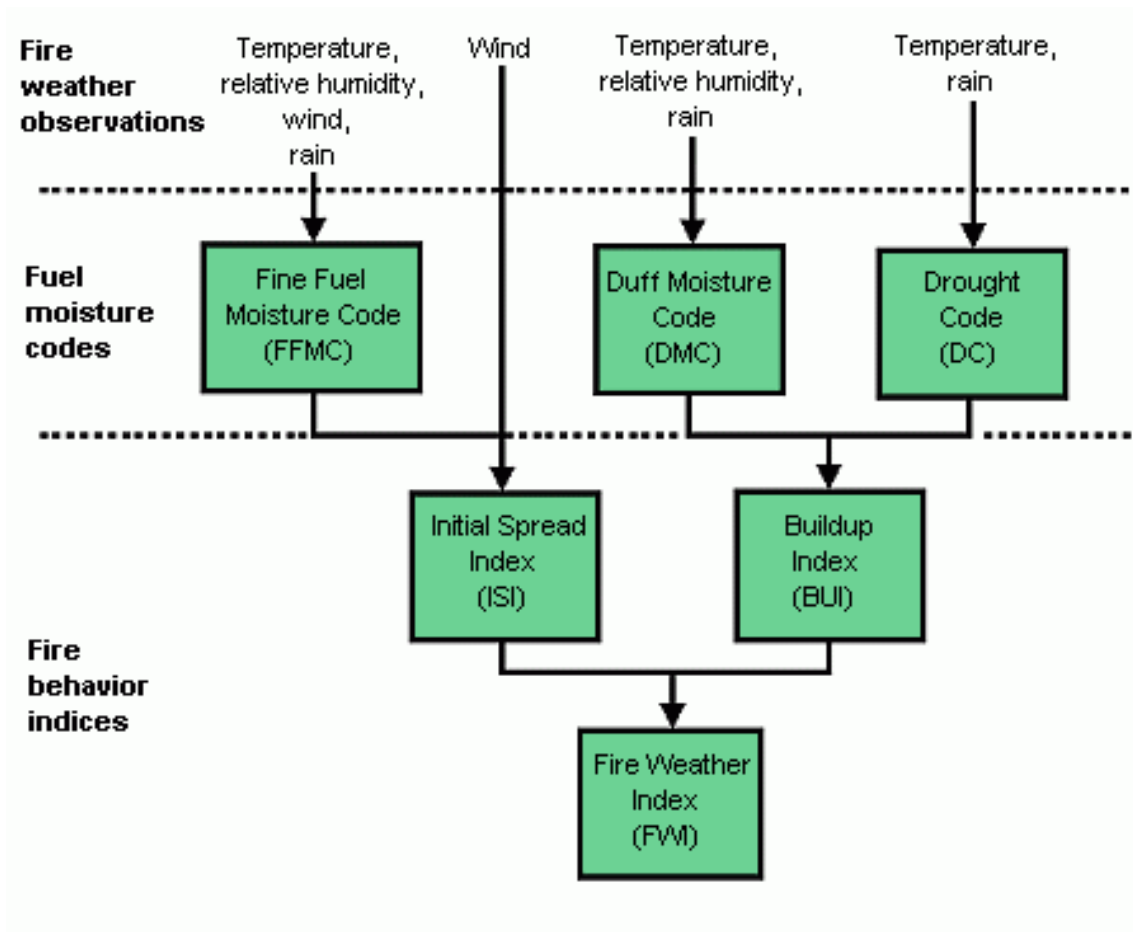 Fire
weather
observations
Temperature,
relative humidity,
wind,
rain
Wind
Temperature,
relative humidity,
rain
Temperature,
rain
Fuel
moisture
codes
Fine Fuel
Moisture Code
(FFMC)
Duff Moisture
Code
(DMC)
Drought
Code
(DC)
Fire
behavior
indices
Initial Spread
Index
(ISI)
Buildup
Index
(BUI)
Fire Weather
Index
(FWI)